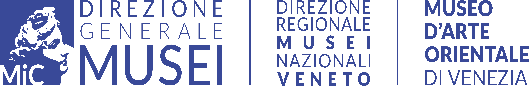 MiC
DIREZIONE
GENERALE
MUSEI
DIREZIONE
REGIONALE
MUSEI
NAZIONALI
VENETO
MUSEO
D'ARTE
ORIENTALE
DI VENEZIA